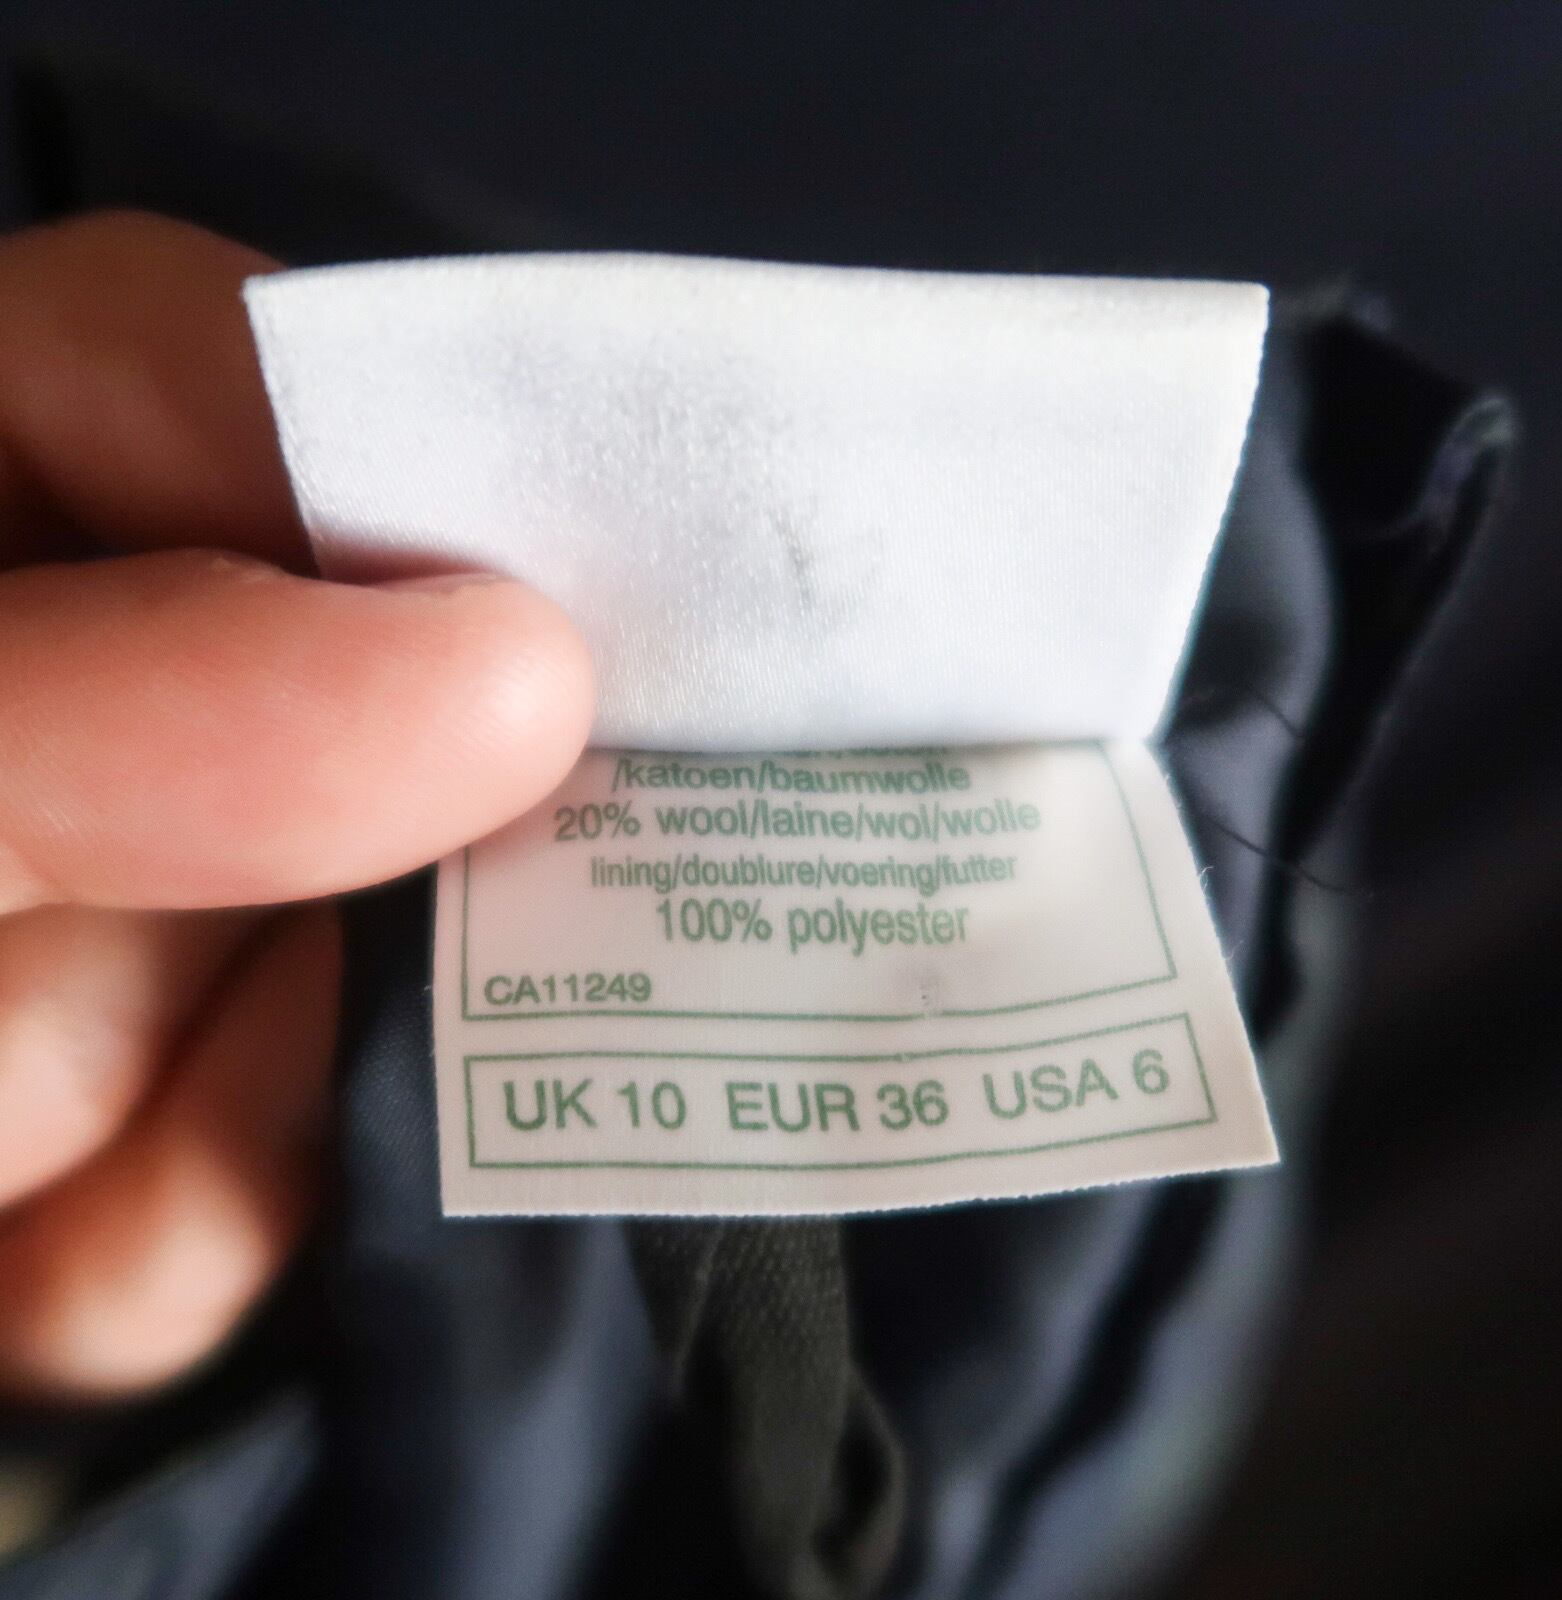 /katoen/baumwolle
20% wool/laine/wol/wolle
lining/doublure/voering/futter
100% polyester
CA11249
UK 10 EUR 36 USA 6